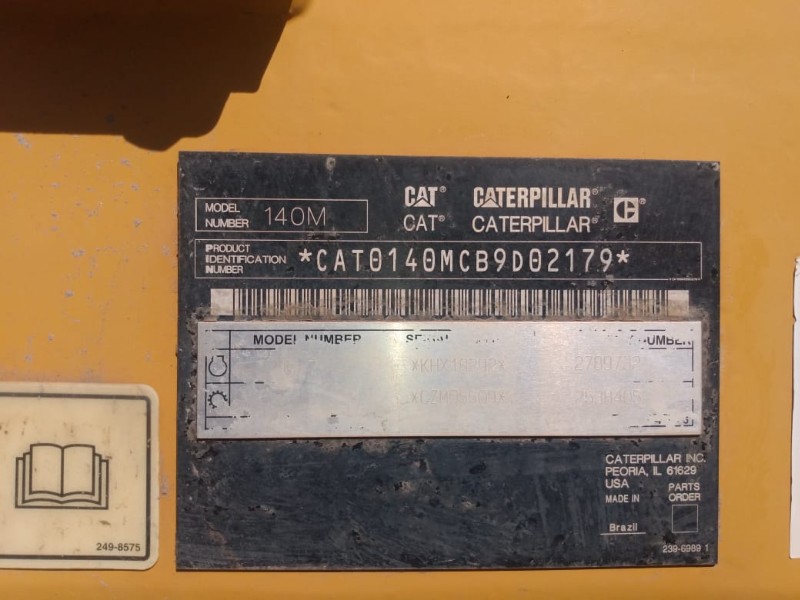 CAT® CATERPILLAR®
CAT® CATERPILLAR®
MODEL NUMBER 140M
PRODUCT IDENTIFICATION NUMBER *CAT0140MCB9D02179*
MODEL NUMBER
CATERPILLAR INC.
PEORIA, IL 61629
USA
MADE IN
Brazil
PARTS ORDER
239-6989 1
249-8575